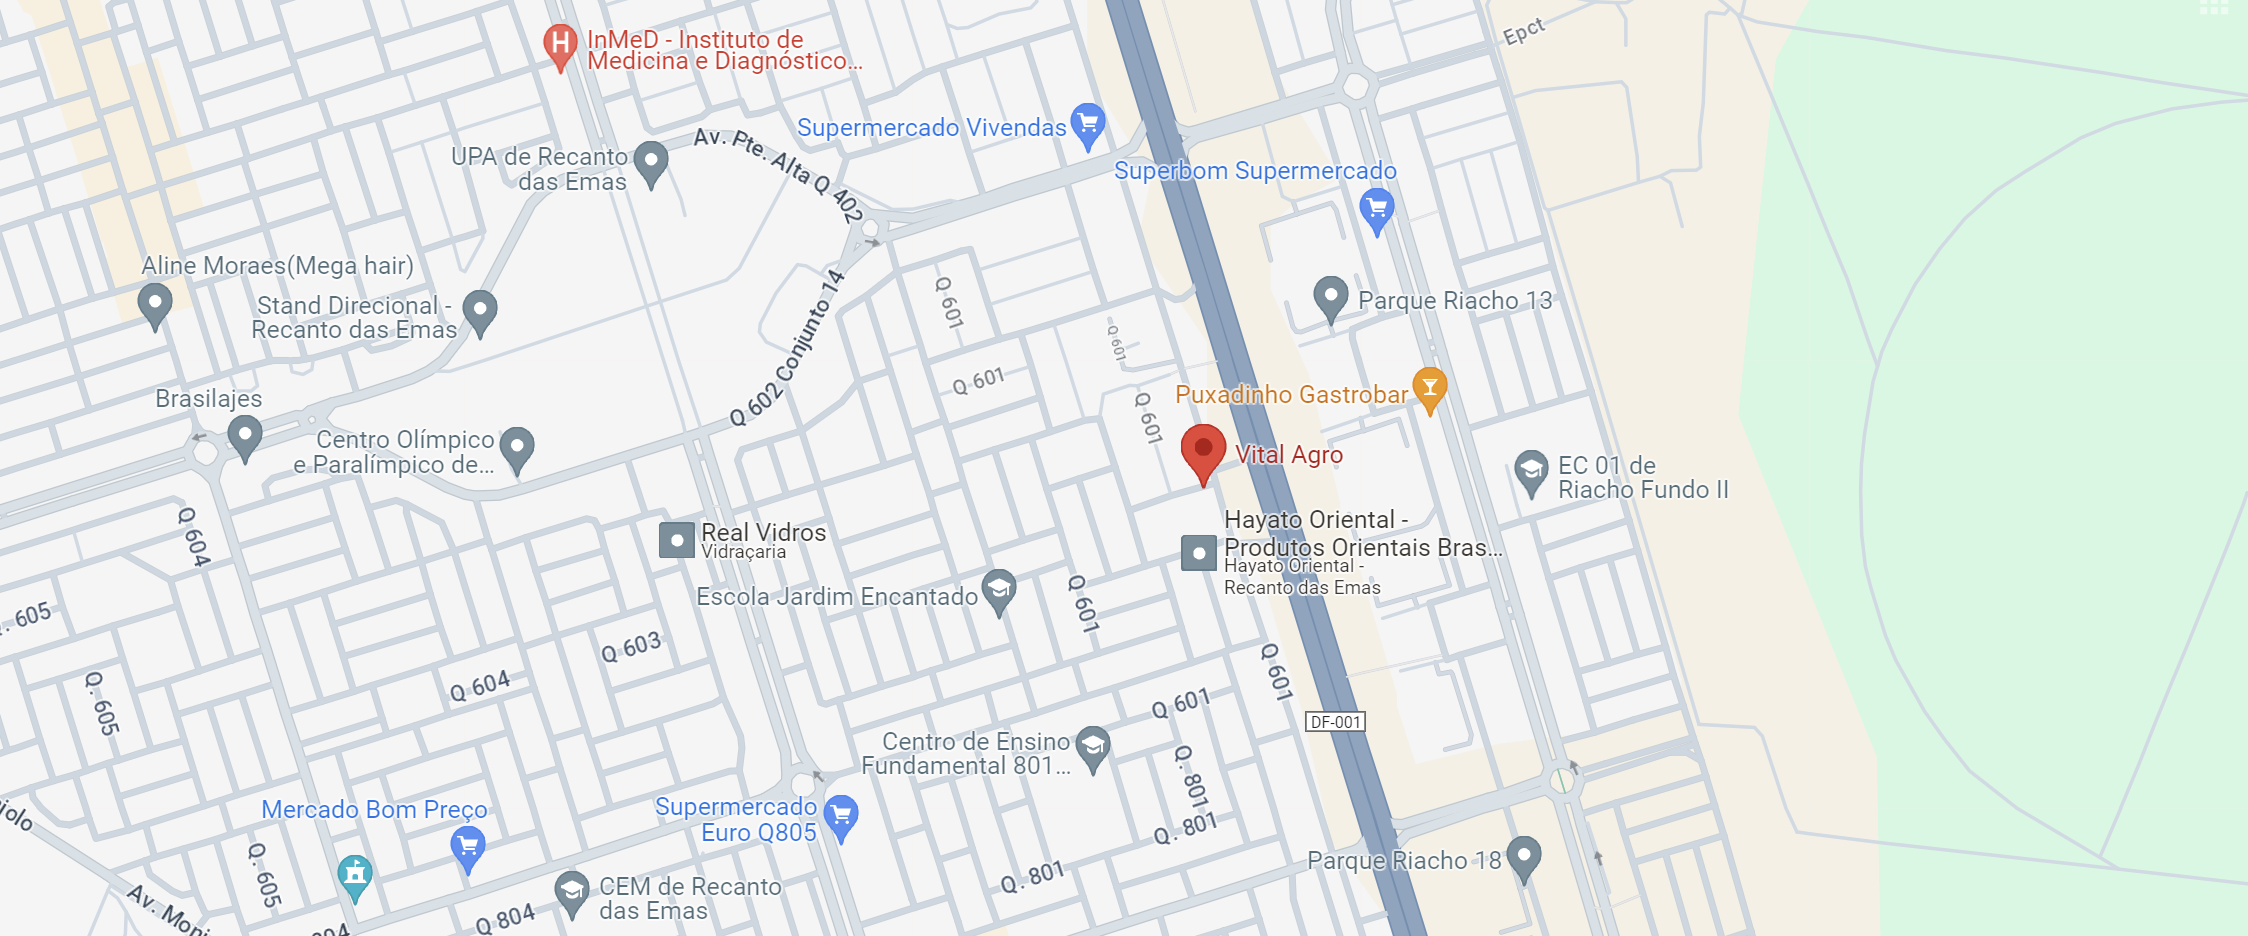 Epct
InMeD - Instituto de
Medicina e Diagnóstico...
Supermercado Vivendas
Av. Pte. Alta Q 402
UPA de Recanto
das Emas
Superbom Supermercado
Aline Moraes(Mega hair)
Stand Direcional -
Recanto das Emas
Q 602 Conjunto 14
Q 601
Parque Riacho 13
Q 601
Q 601
Puxadinho Gastrobar
Brasilajes
Q 601
Centro Olímpico
e Paralímpico de...
Vital Agro
EC 01 de
Riacho Fundo II
Q 604
Real Vidros
Vidraçaria
Hayato Oriental -
Produtos Orientais Bras...
Hayato Oriental -
Recanto das Emas
Escola Jardim Encantado
Q 601
Q. 605
Q 603
Q 601
Q 604
Q. 605
Q 601
DF-001
Centro de Ensino
Fundamental 801...
Q. 801
Mercado Bom Preço
Supermercado
Euro Q805
Q. 801
Parque Riacho 18
Q. 605
Q. 801
CEM de Recanto
das Emas
Av. Moni
Q 804